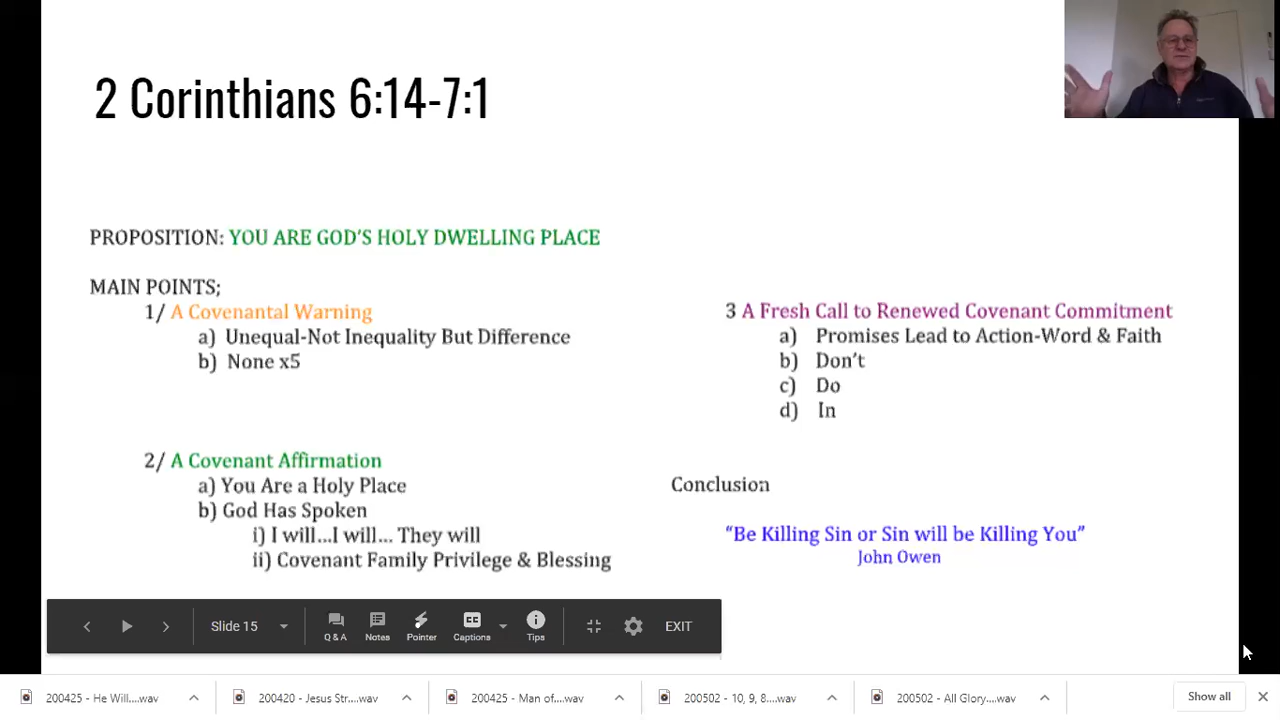 2 Corinthians 6:14-7:1
PROPOSITION: YOU ARE GOD'S HOLY DWELLING PLACE
MAIN POINTS;
1/ A Covenantal Warning
a) Unequal-Not Inequality But Difference
b) None x5
2/ A Covenant Affirmation
a) You Are a Holy Place
b) God Has Spoken
i) I will...I will... They will
ii) Covenant Family Privilege & Blessing
3 A Fresh Call to Renewed Covenant Commitment
a) Promises Lead to Action-Word & Faith
b) Don't
c) Do
d) In
Conclusion
“Be Killing Sin or Sin will be Killing You”
John Owen
Slide 15
Q & A
Notes
Pointer
CC
Captions
Tips
EXIT
200425 - He Will....wav
200420 - Jesus Str....wav
200425 - Man of....wav
200502 - 10, 9, 8....wav
200502 - All Glory....wav
Show all